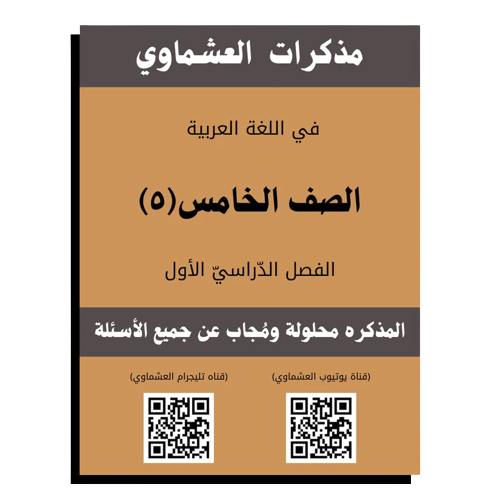 مذكرات العشماوي
في اللغة العربية
الصف الخامس(٥)
الفصل الدّراسيّ الأول
المذكره محلولة ومُجاب عن جميع الأسئلة
(قناة يوتيوب العشماوي) (قناه تليجرام العشماوي)